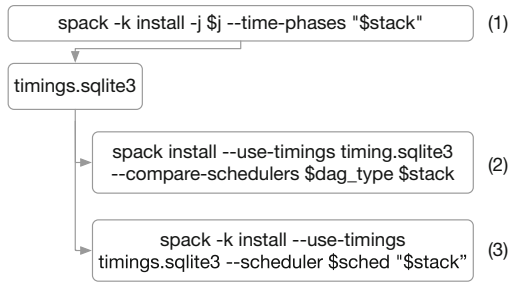 spack -k install -j $j --time-phases "$stack"
(1)
timings.sqlite3
spack install --use-timings timing.sqlite3
--compare-schedulers $dag_type $stack
(2)
spack -k install --use-timings
timings.sqlite3 --scheduler $sched "$stack”
(3)